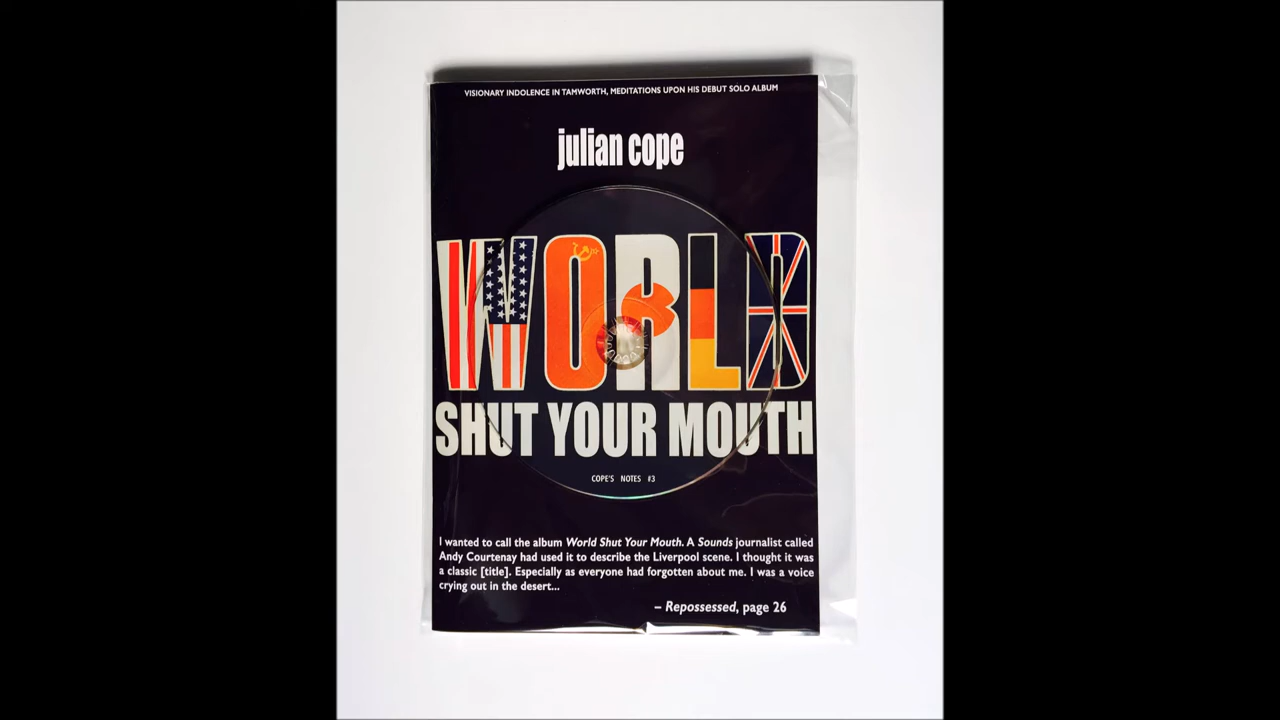 VISIONARY INDOLENCE IN TAMWORTH, MEDITATIONS UPON HIS DEBUT SOLO ALBUM
julian cope
WORLD
SHUT YOUR MOUTH
COPE'S NOTES #3
I wanted to call the album World Shut Your Mouth. A Sounds journalist called
Andy Courtenay had used it to describe the Liverpool scene. I thought it was
a classic [title]. Especially as everyone had forgotten about me. I was a voice
crying out in the desert...
– Repossessed, page 26